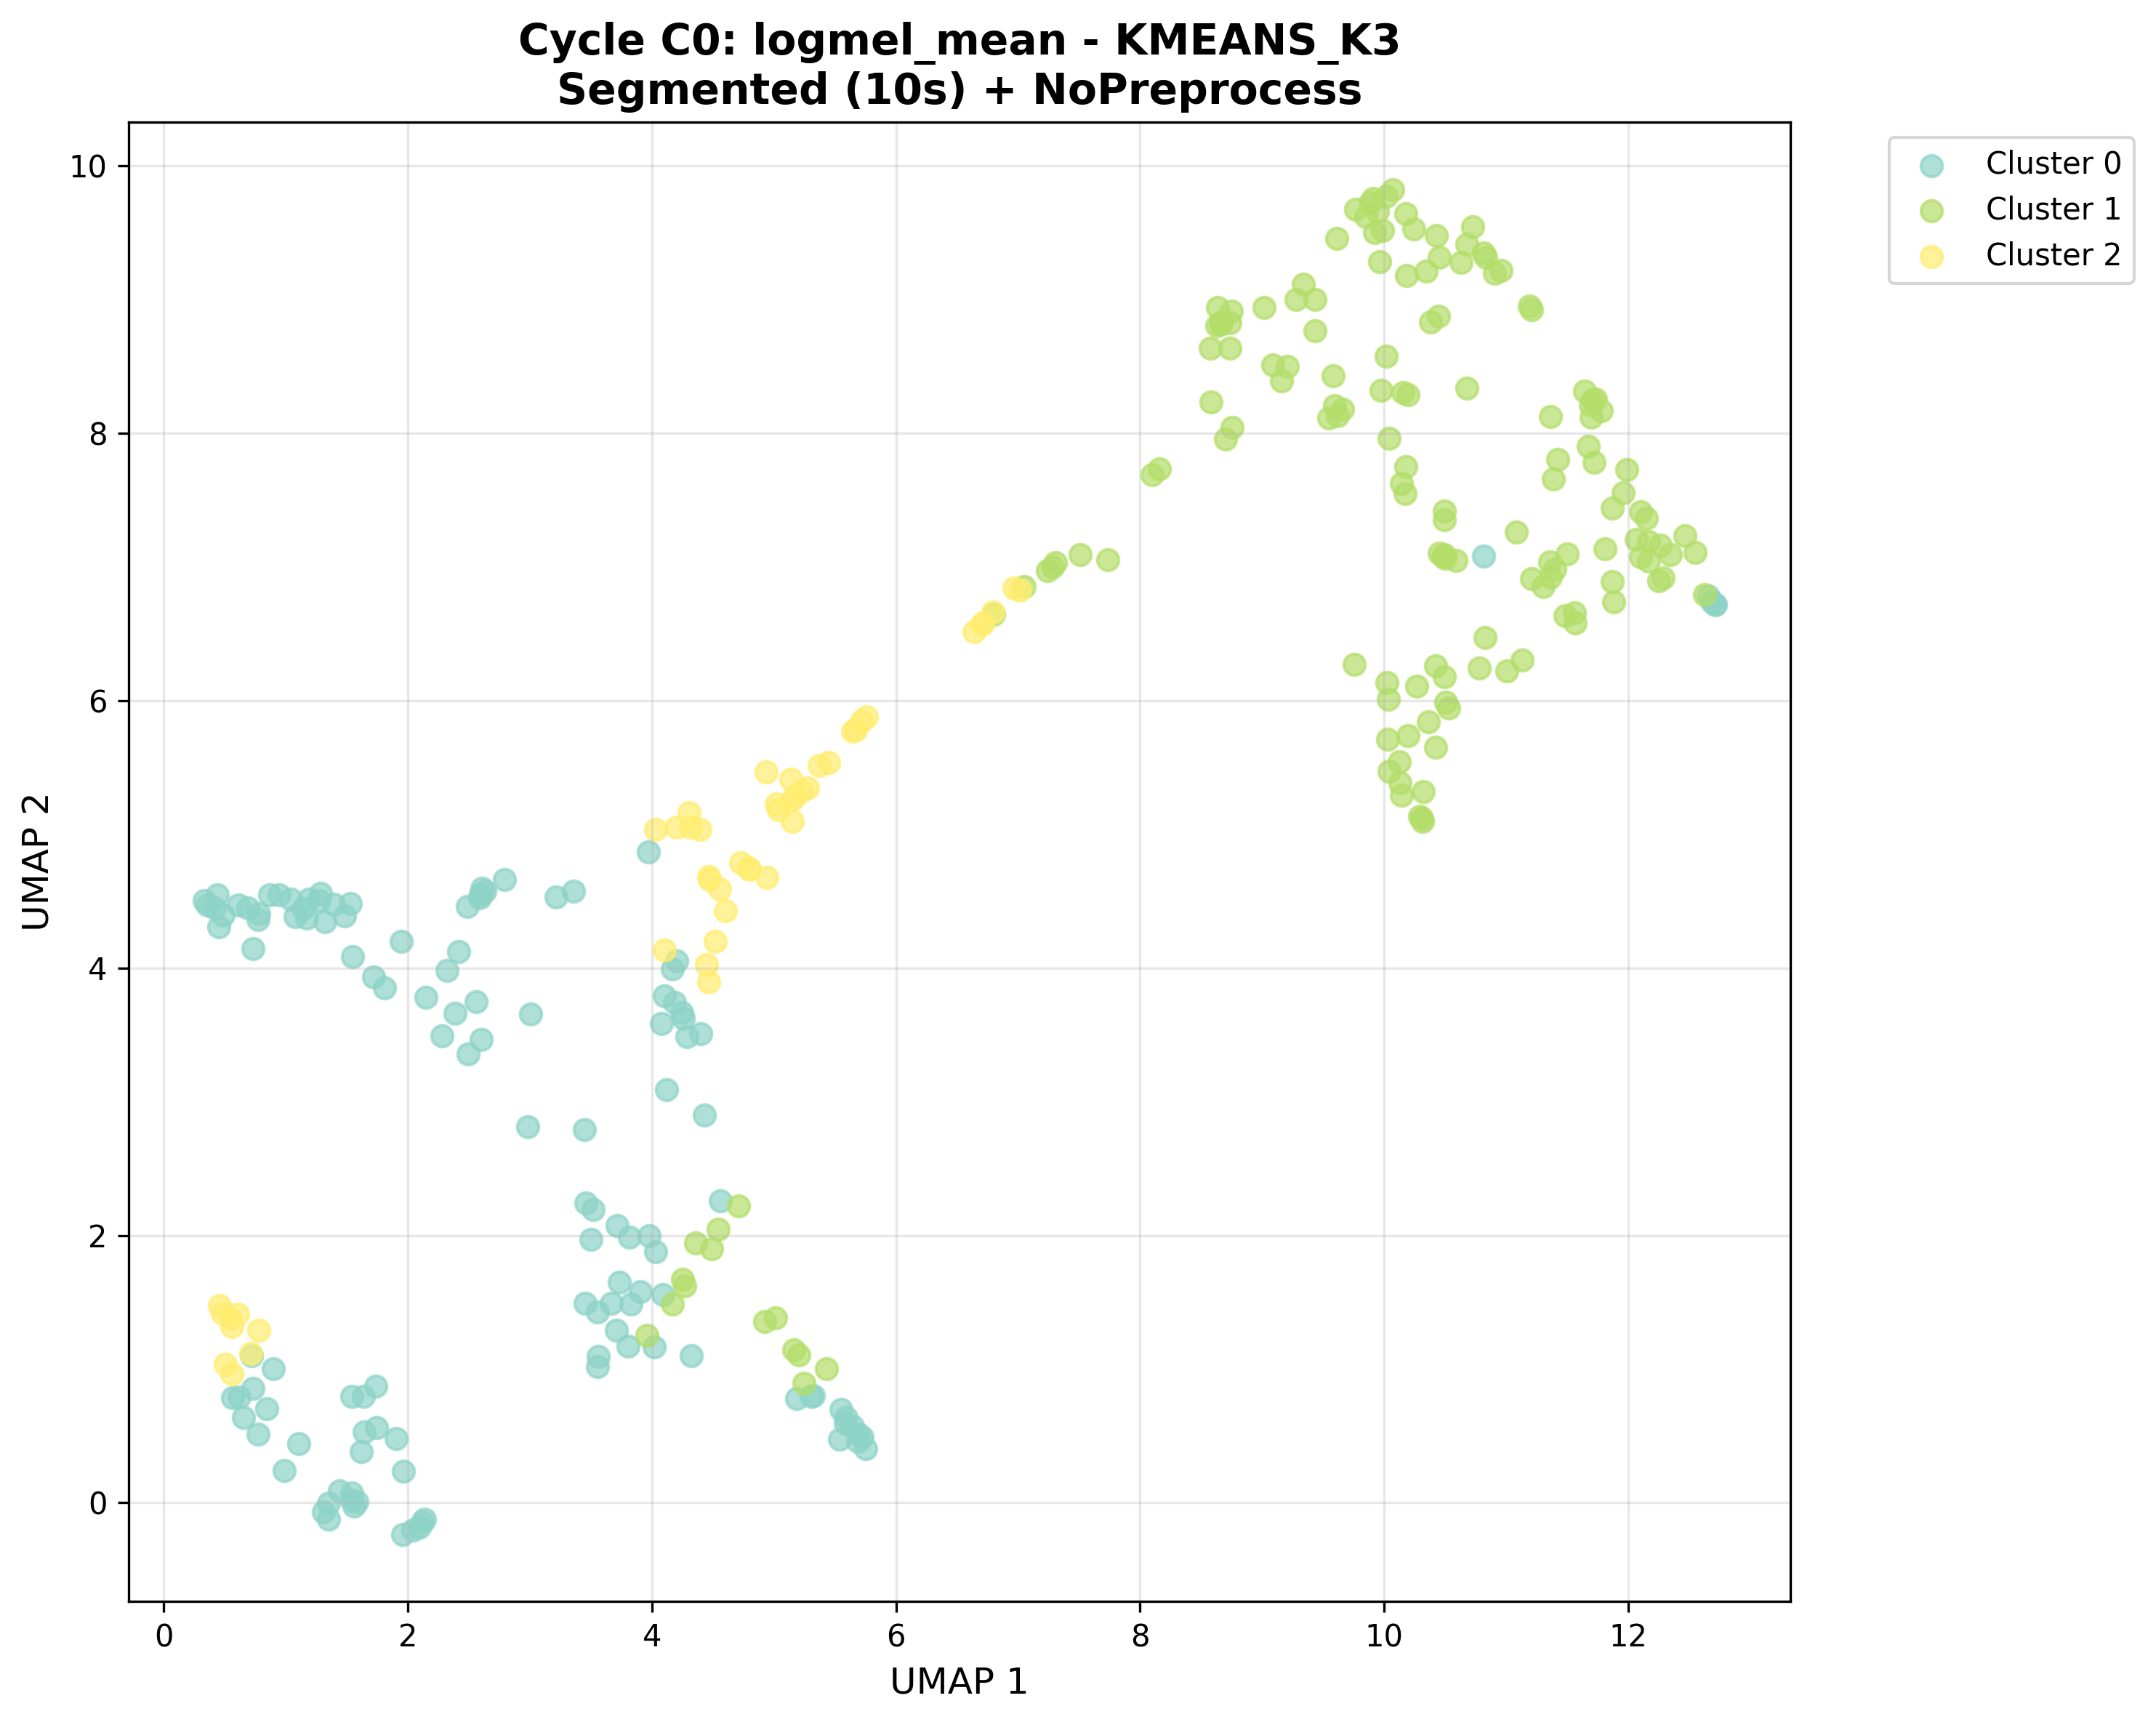 Cycle C0: logmel_mean - KMEANS_K3
Segmented (10s) + NoPreprocess
Cluster 0
Cluster 1
Cluster 2
10
8
6
4
2
0
UMAP 2
0
2
4
6
8
10
12
UMAP 1